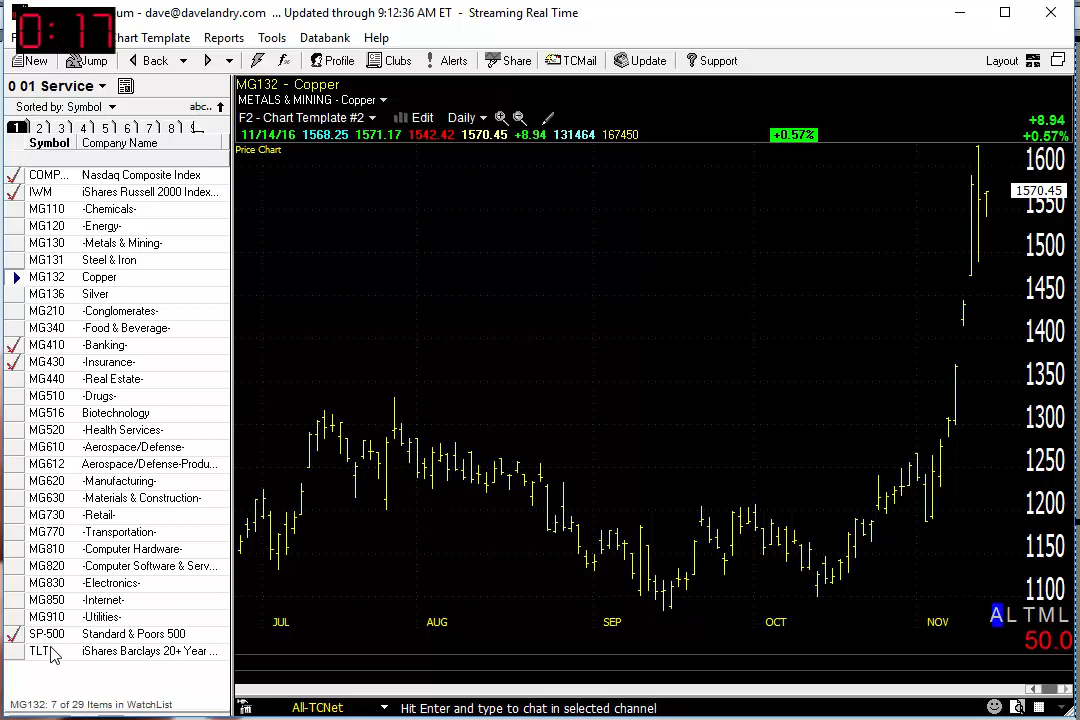 um - dave@davelandry.com ... Updated through 9:12:36 AM ET - Streaming Real Time
0:17
hart Template Reports Tools Databank Help
New Jump Back Profile Clubs Alerts Share TCMail Update Support Layout
0 01 Service
Sorted by: Symbol abc..
1 2 3 4 5 6 7 8
Symbol Company Name
COMP... Nasdaq Composite Index
IWM iShares Russell 2000 Index...
MG110 -Chemicals-
MG120 -Energy-
MG130 -Metals & Mining-
MG131 Steel & Iron
MG132 Copper
MG136 Silver
MG210 -Conglomerates-
MG340 -Food & Beverage-
MG410 -Banking-
MG430 -Insurance-
MG440 -Real Estate-
MG510 -Drugs-
MG516 Biotechnology
MG520 -Health Services-
MG610 -Aerospace/Defense-
MG612 Aerospace/Defense-Produ...
MG620 -Manufacturing-
MG630 -Materials & Construction-
MG730 -Retail-
MG770 -Transportation-
MG810 -Computer Hardware-
MG820 -Computer Software & Serv...
MG830 -Electronics-
MG850 -Internet-
MG910 -Utilities-
SP-500 Standard & Poors 500
TLT iShares Barclays 20+ Year ...
MG132: 7 of 29 Items in WatchList
MG132 - Copper
METALS & MINING - Copper
F2 - Chart Template #2 Edit Daily
11/14/16 1568.25 1571.17 1542.42 1570.45 +8.94 131464 167450 +0.57%
+8.94
+0.57%
Price Chart
1600
1570.45
1550
1500
1450
1400
1350
1300
1250
1200
1150
1100
JUL AUG SEP OCT NOV
A L T M L
50.0
All-TCNet Hit Enter and type to chat in selected channel